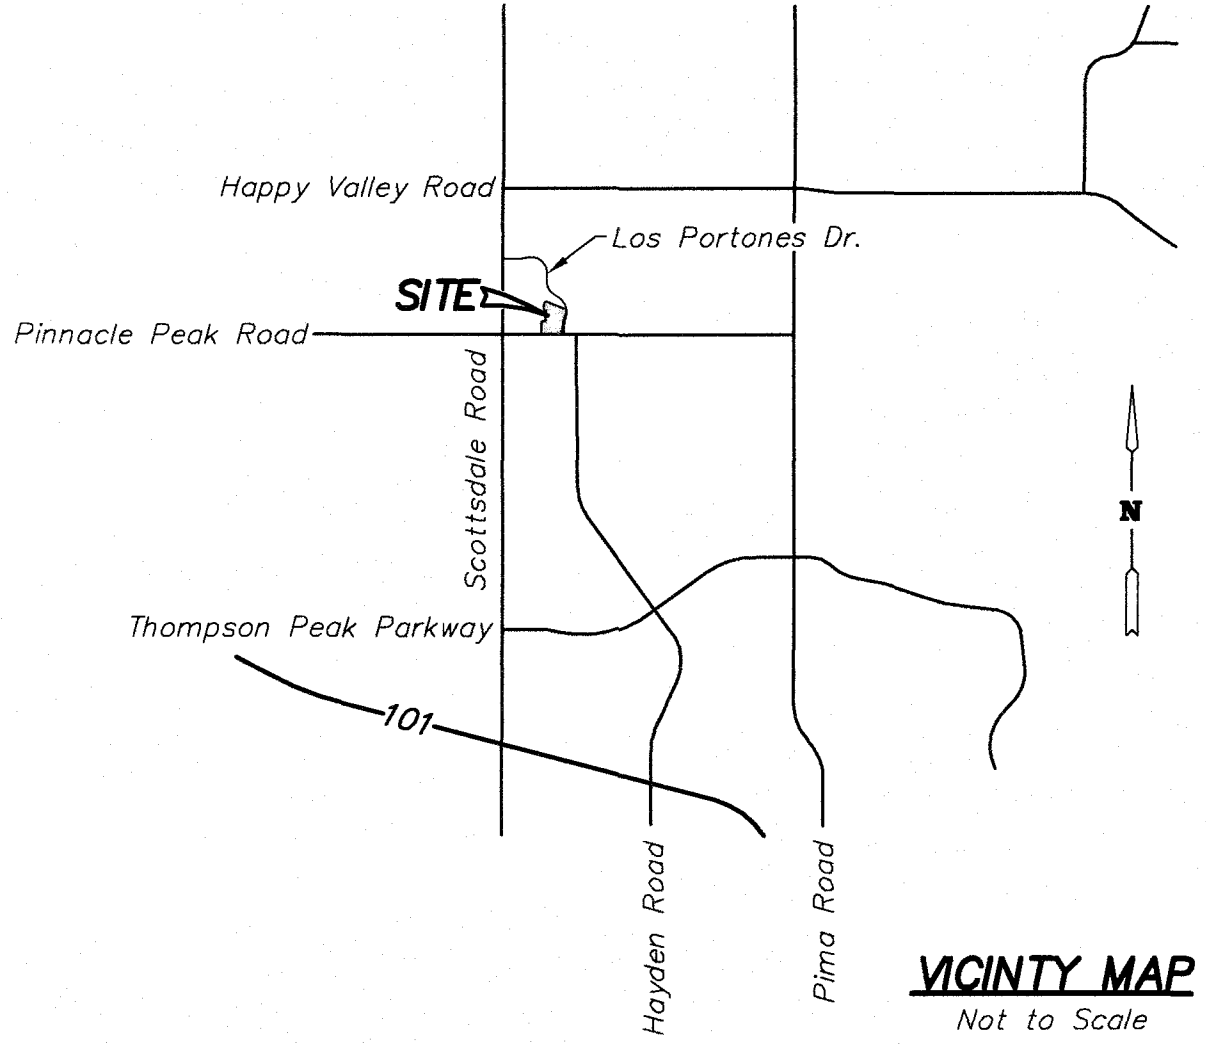 Happy Valley Road
Los Portones Dr.
SITE
Pinnacle Peak Road
Scottsdale Road
N
Thompson Peak Parkway
101
Hayden Road
Pima Road
VICINTY MAP
Not to Scale